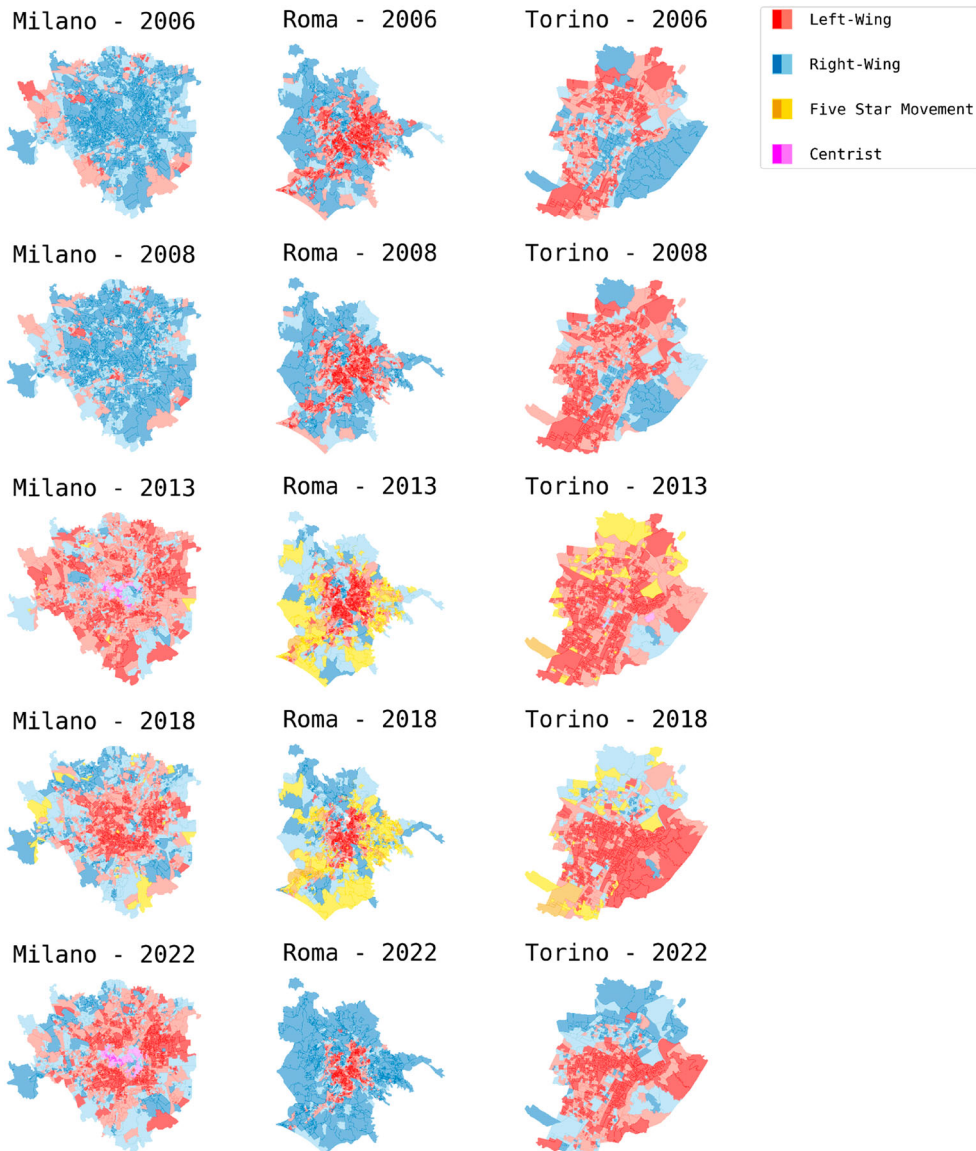 Milano - 2006
Roma - 2006
Torino - 2006
Left-Wing
Right-Wing
Five Star Movement
Centrist
Milano - 2008
Roma - 2008
Torino - 2008
Milano - 2013
Roma - 2013
Torino - 2013
Milano - 2018
Roma - 2018
Torino - 2018
Milano - 2022
Roma - 2022
Torino - 2022